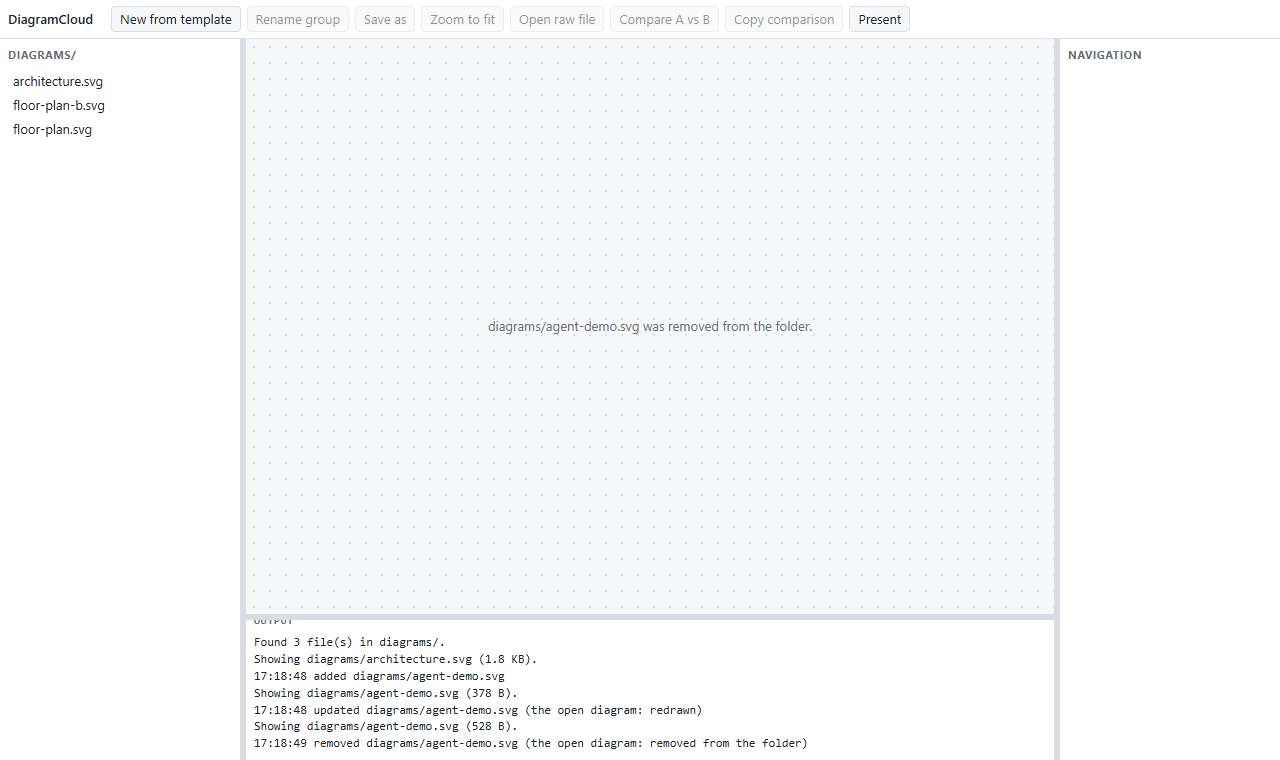 DiagramCloud
New from template
Rename group
Save as
Zoom to fit
Open raw file
Compare A vs B
Copy comparison
Present
DIAGRAMS/
architecture.svg
floor-plan-b.svg
floor-plan.svg
diagrams/agent-demo.svg was removed from the folder.
NAVIGATION
OUTPUT
Found 3 file(s) in diagrams/.
Showing diagrams/architecture.svg (1.8 KB).
17:18:48 added diagrams/agent-demo.svg
Showing diagrams/agent-demo.svg (378 B).
17:18:48 updated diagrams/agent-demo.svg (the open diagram: redrawn)
Showing diagrams/agent-demo.svg (528 B).
17:18:49 removed diagrams/agent-demo.svg (the open diagram: removed from the folder)